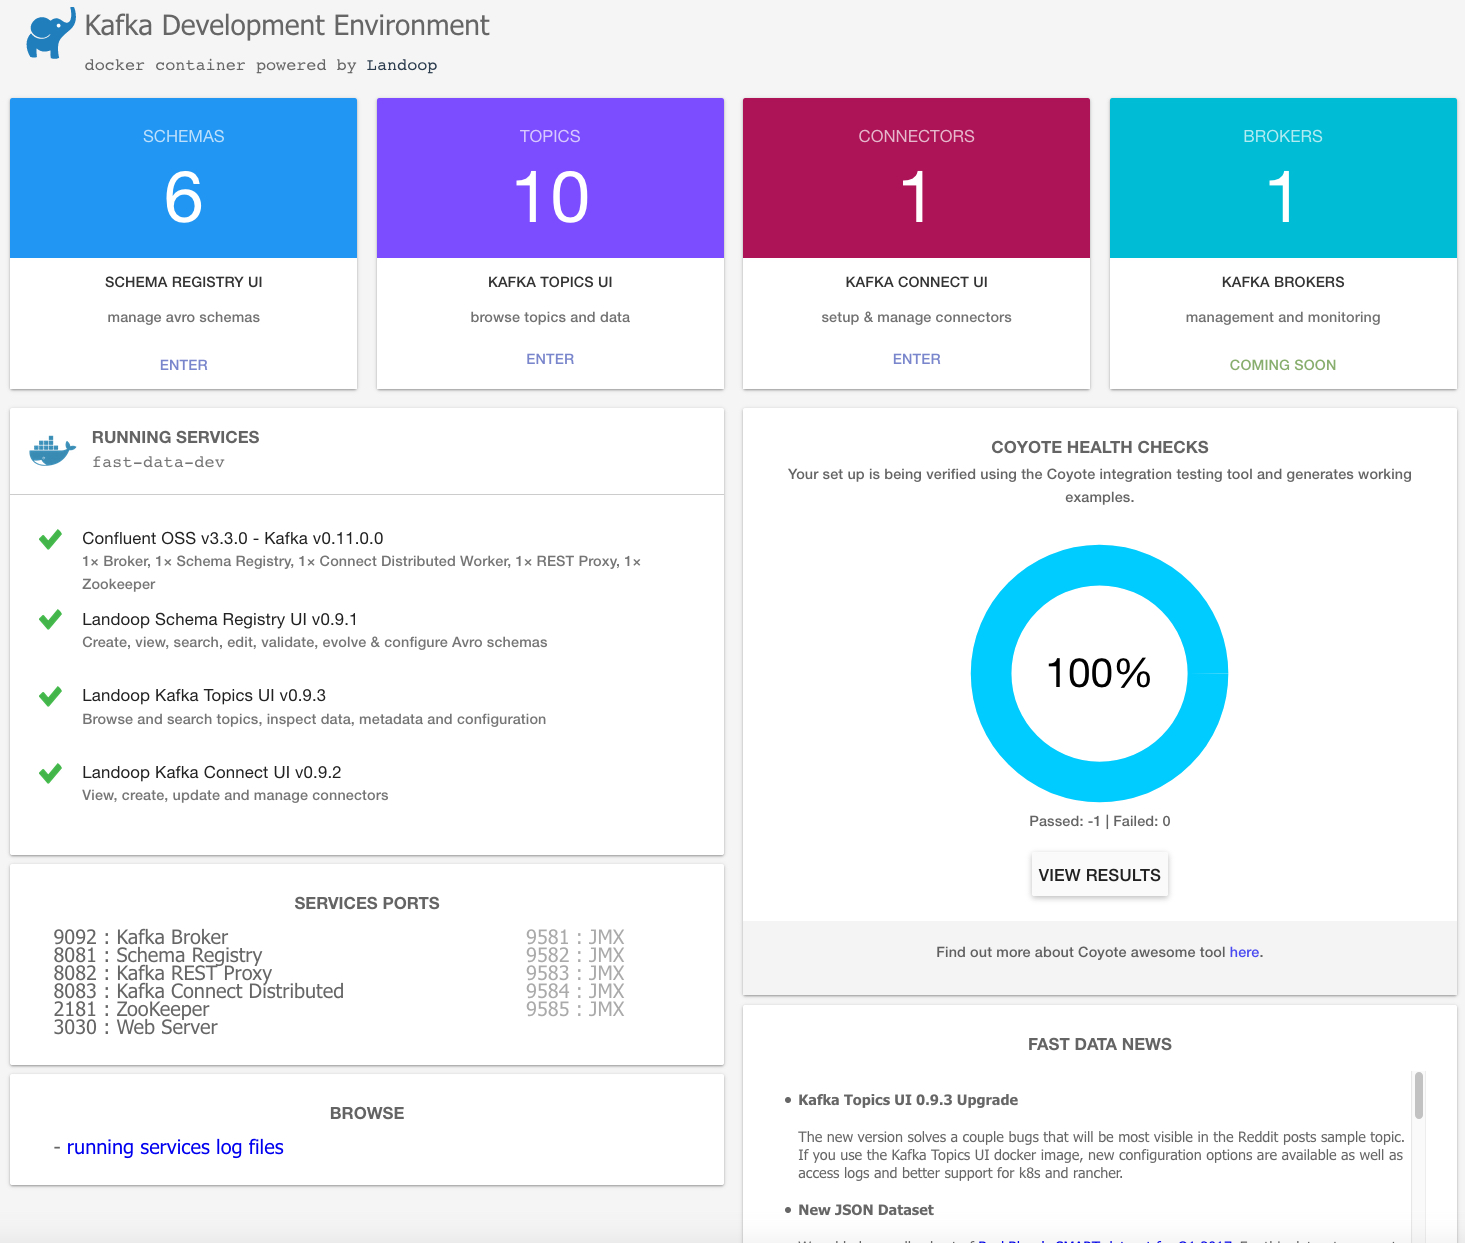 Kafka Development Environment
docker container powered by Landoop
SCHEMAS
6
SCHEMA REGISTRY UI
manage avro schemas
ENTER
TOPICS
10
KAFKA TOPICS UI
browse topics and data
ENTER
CONNECTORS
1
KAFKA CONNECT UI
setup & manage connectors
ENTER
BROKERS
1
KAFKA BROKERS
management and monitoring
COMING SOON
RUNNING SERVICES
fast-data-dev
Confluent OSS v3.3.0 - Kafka v0.11.0.0
1× Broker, 1× Schema Registry, 1× Connect Distributed Worker, 1× REST Proxy, 1×
Zookeeper
Landoop Schema Registry UI v0.9.1
Create, view, search, edit, validate, evolve & configure Avro schemas
Landoop Kafka Topics UI v0.9.3
Browse and search topics, inspect data, metadata and configuration
Landoop Kafka Connect UI v0.9.2
View, create, update and manage connectors
SERVICES PORTS
9092 : Kafka Broker 9581 : JMX
8081 : Schema Registry 9582 : JMX
8082 : Kafka REST Proxy 9583 : JMX
8083 : Kafka Connect Distributed 9584 : JMX
2181 : ZooKeeper 9585 : JMX
3030 : Web Server
BROWSE
- running services log files
COYOTE HEALTH CHECKS
Your set up is being verified using the Coyote integration testing tool and generates working
examples.
100%
Passed: -1 | Failed: 0
VIEW RESULTS
Find out more about Coyote awesome tool here.
FAST DATA NEWS
• Kafka Topics UI 0.9.3 Upgrade
The new version solves a couple bugs that will be most visible in the Reddit posts sample topic.
If you use the Kafka Topics UI docker image, new configuration options are available as well as
access logs and better support for k8s and rancher.
• New JSON Dataset